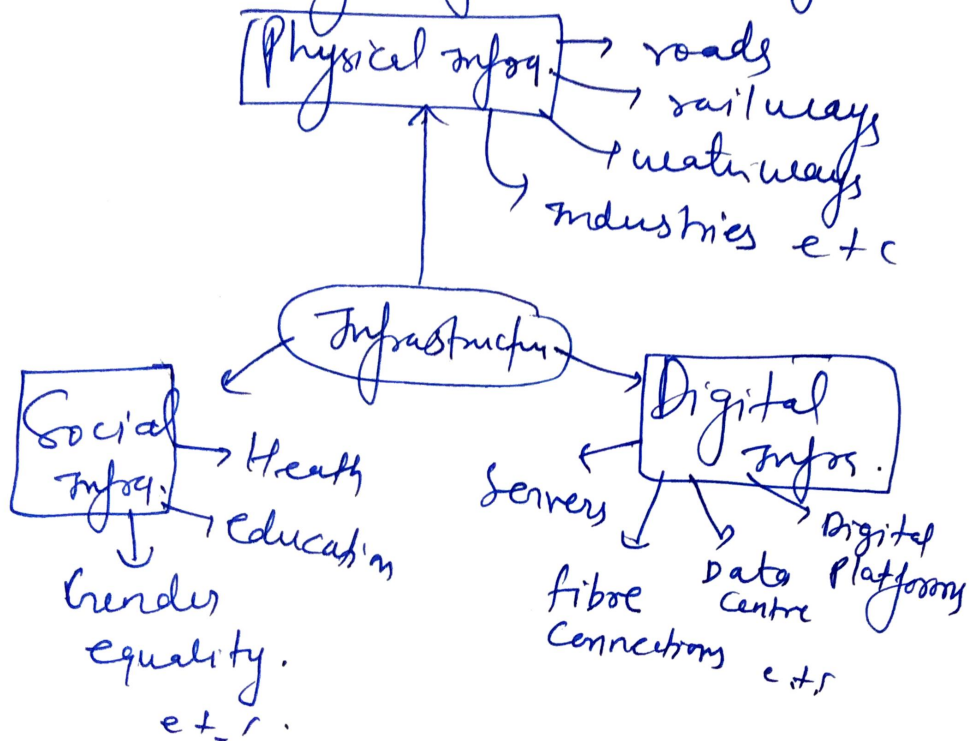 Physical Infra.
roads
railways
waterways
Industries etc
Infrastructure
Social
Infra.
Heath
Education
Gender
equality.
etc.
Digital
Infra.
Servers
fibre
Connections
Data
Centre
Digital
Platforms
etc